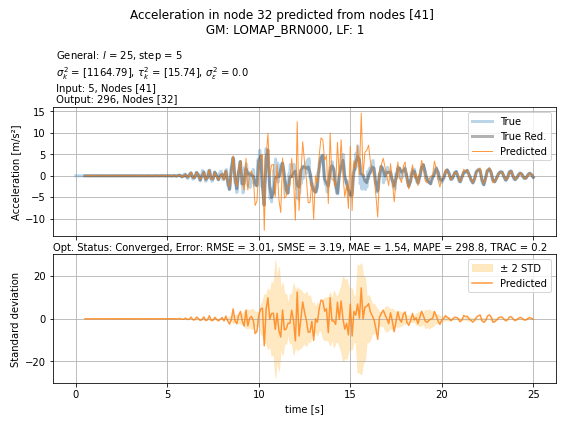 Acceleration in node 32 predicted from nodes [41]
GM: LOMAP_BRN000, LF: 1
General: l = 25, step = 5
σ_k² = [1164.79], τ_k² = [15.74], σ_ε² = 0.0
Input: 5, Nodes [41]
Output: 296, Nodes [32]
Acceleration [m/s²]
15
10
5
0
−5
−10
True
True Red.
Predicted
Opt. Status: Converged, Error: RMSE = 3.01, SMSE = 3.19, MAE = 1.54, MAPE = 298.8, TRAC = 0.2
Standard deviation
20
0
−20
± 2 STD
Predicted
0 5 10 15 20 25
time [s]